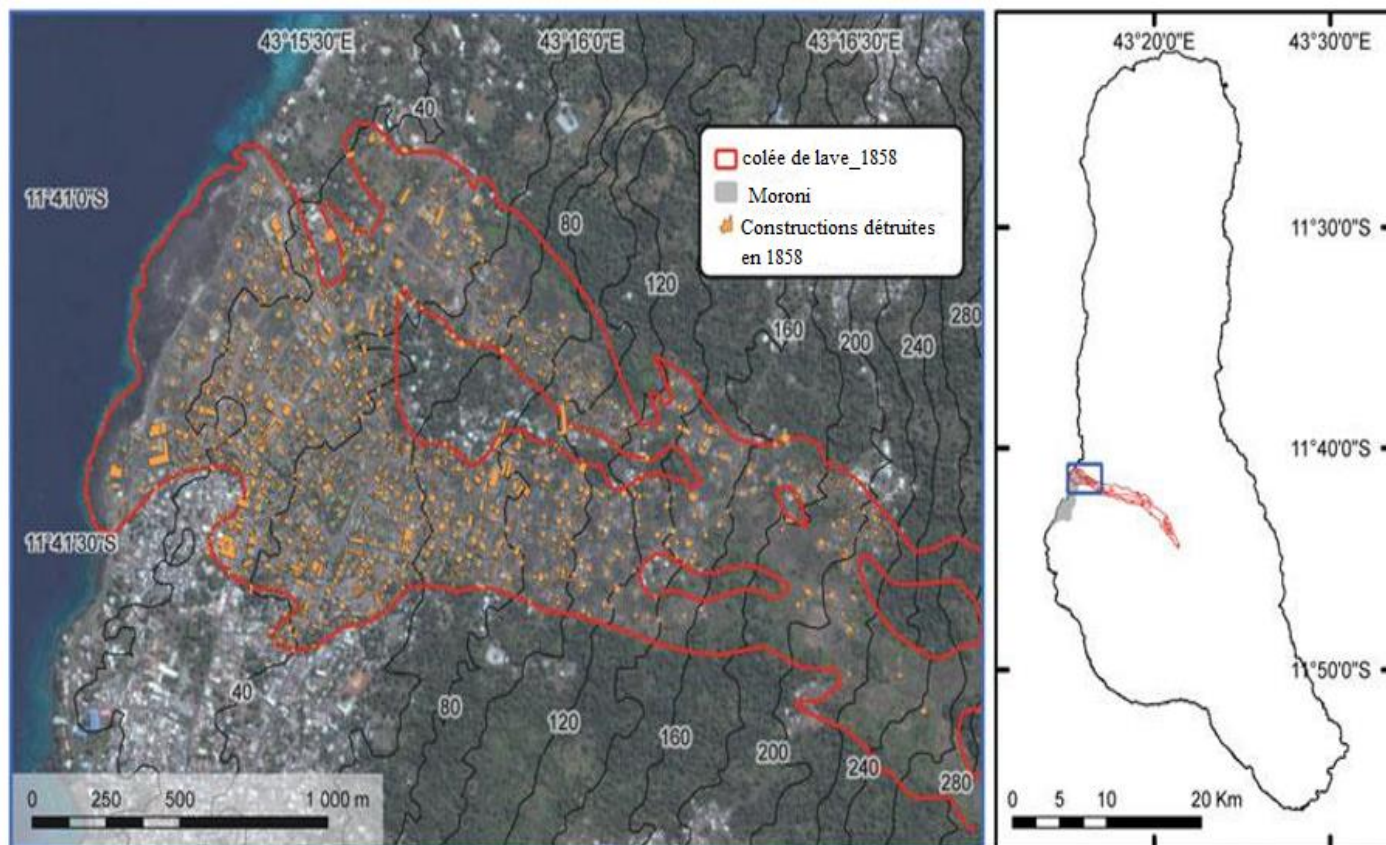 43°15'30"E 43°16'0"E 43°16'30"E
40
11°41'0"S
colée de lave_1858
Moroni
Constructions détruites
en 1858
80
120
160
200
240
280
11°41'30"S
40
80
120
160
200
240
280
0 250 500 1 000 m
43°20'0"E 43°30'0"E
11°30'0"S
11°40'0"S
11°50'0"S
0 5 10 20 Km